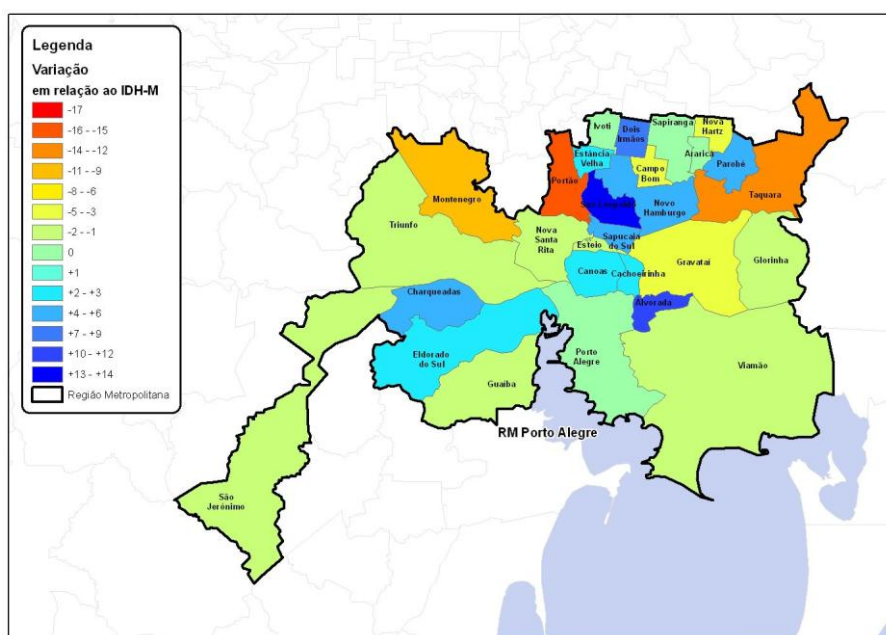 Legenda
Variação
em relação ao IDH-M
-17
-16 - -15
-14 - -12
-11 - -9
-8 - -6
-5 - -3
-2 - -1
0
+1
+2 - +3
+4 - +6
+7 - +9
+10 - +12
+13 - +14
Região Metropolitana
Ivoti
Dois
Irmãos
Sapiranga
Nova
Hartz
Estância
Velha
Araricá
Parobé
Campo
Bom
Portão
Taquara
São Leopoldo
Novo
Hamburgo
Montenegro
Triunfo
Nova
Santa
Rita
Sapucaia
do Sul
Esteio
Gravataí
Glorinha
Canoas
Cachoeirinha
Charqueadas
Alvorada
Eldorado
do Sul
Porto
Alegre
Viamão
Guaíba
RM Porto Alegre
São
Jerônimo